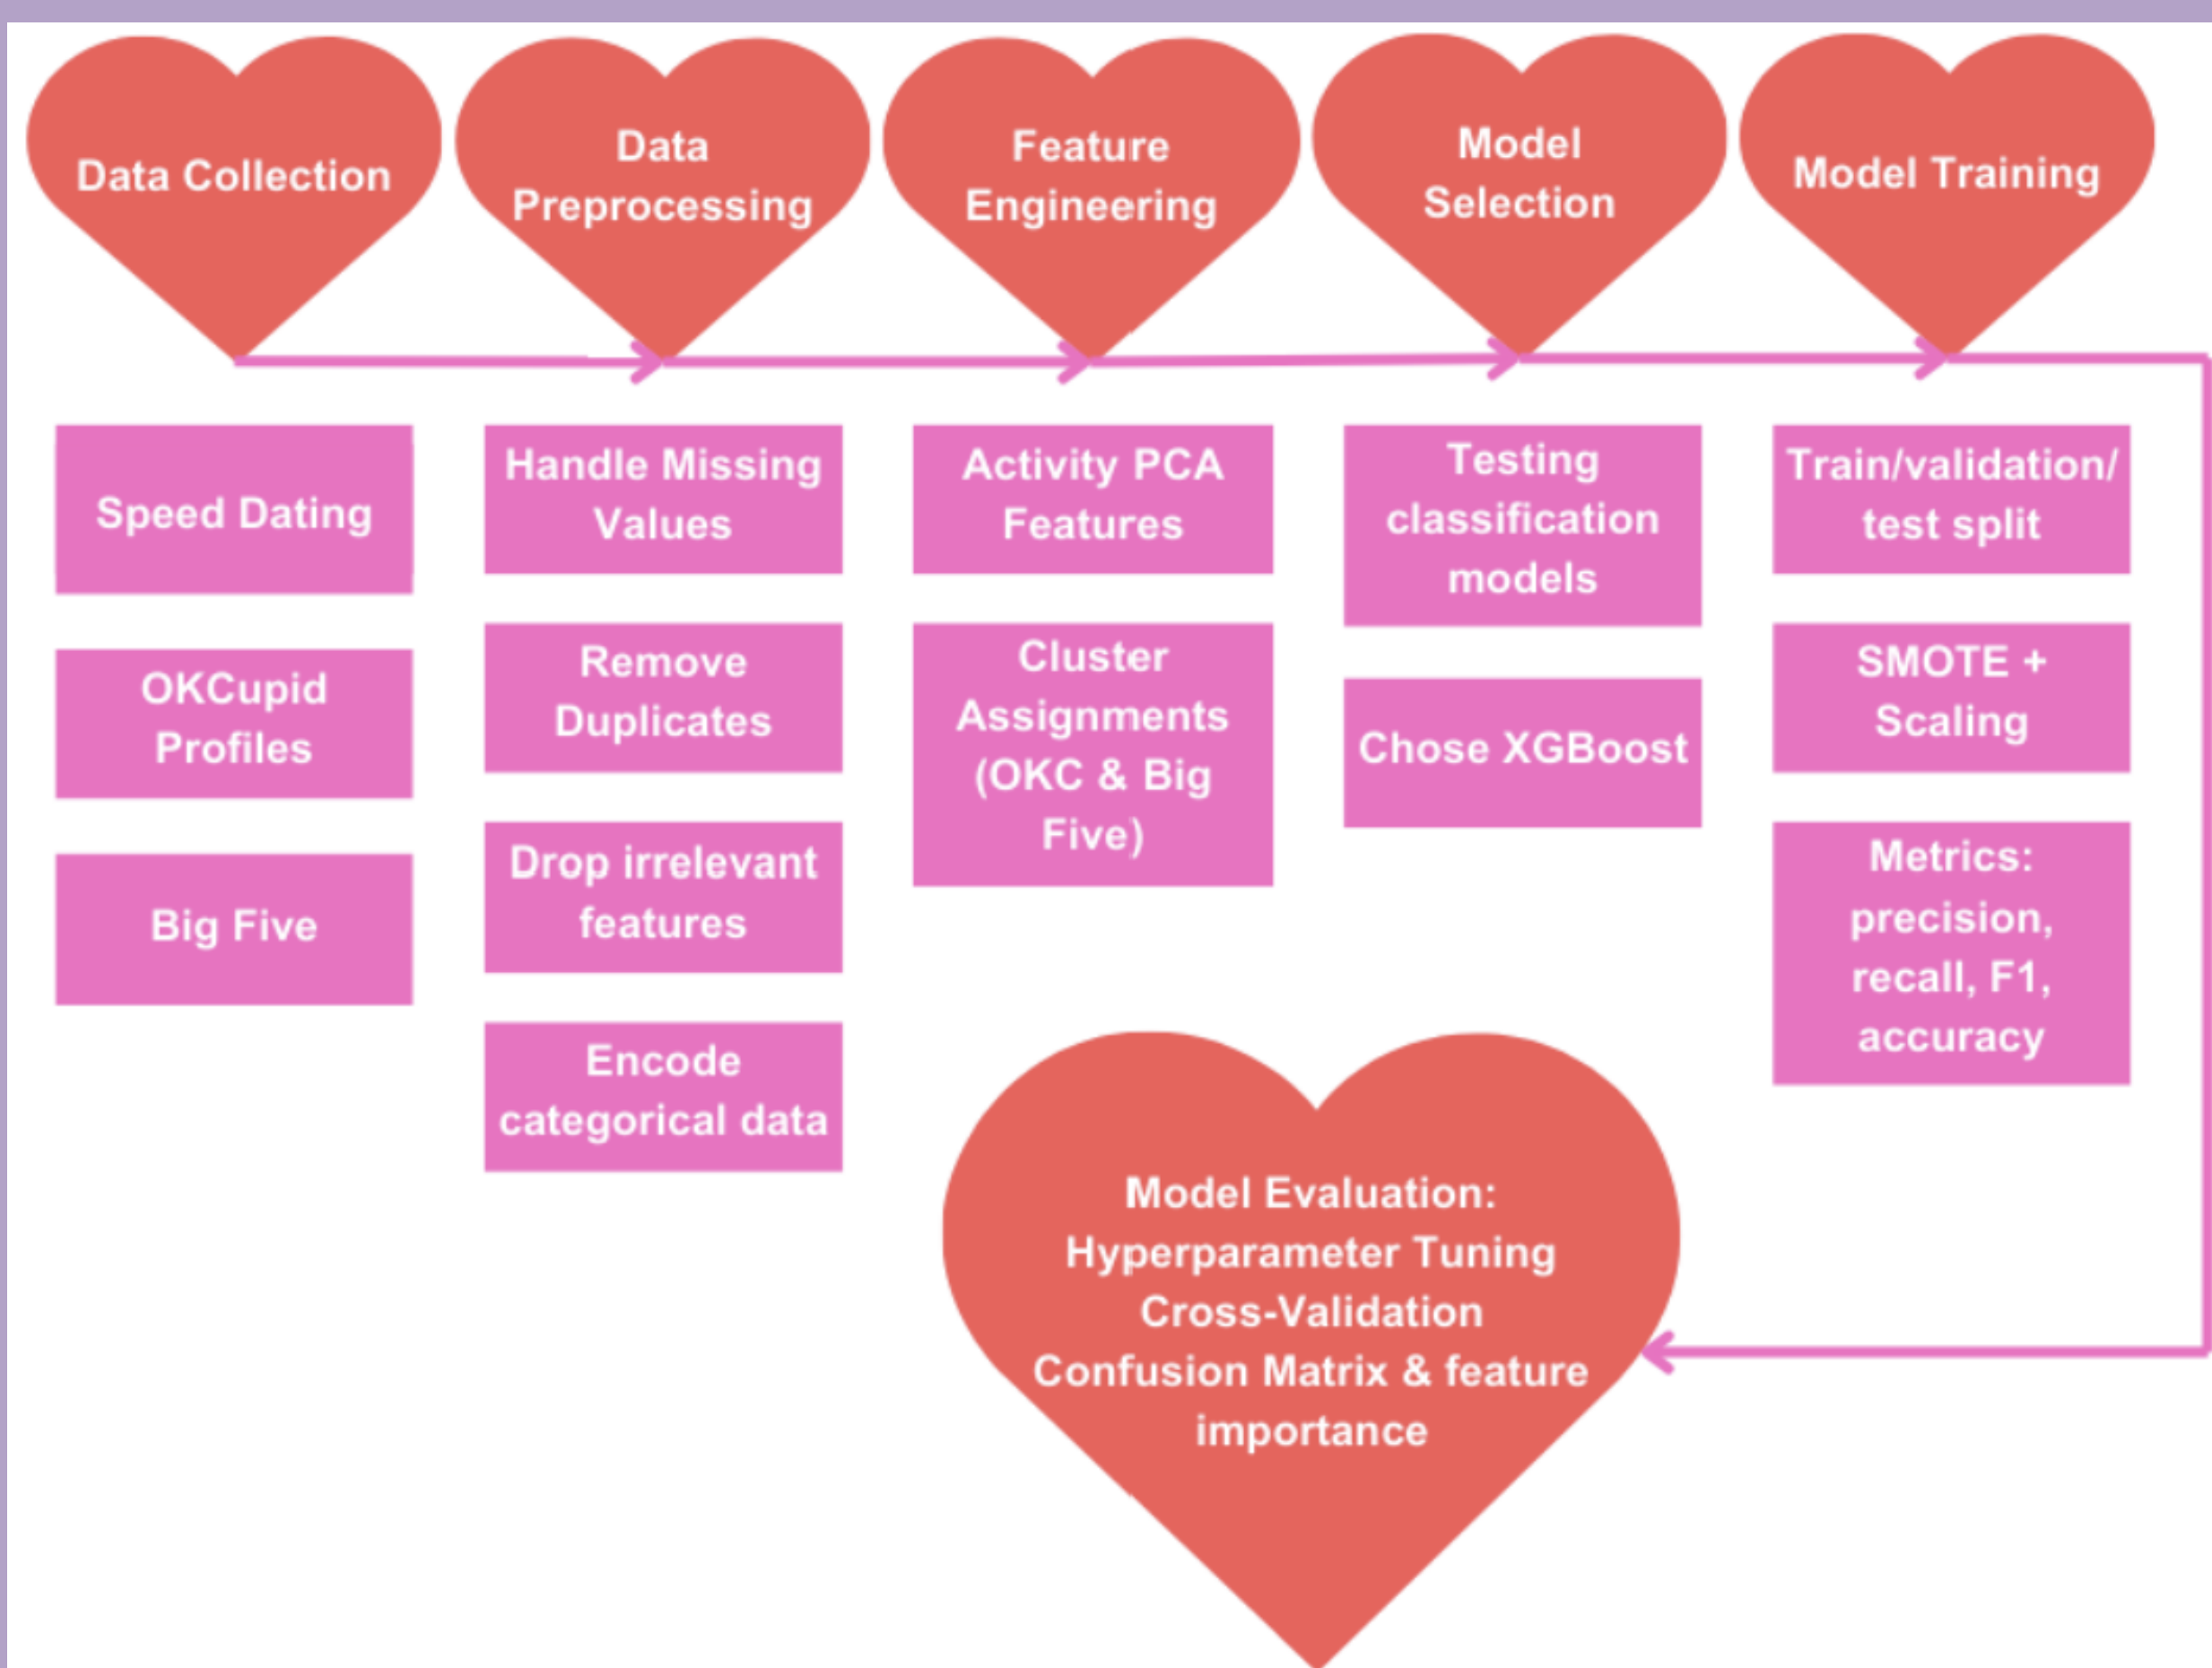 Data Collection
Data
Preprocessing
Feature
Engineering
Model
Selection
Model Training
Speed Dating
OKCupid
Profiles
Big Five
Handle Missing
Values
Remove
Duplicates
Drop irrelevant
features
Encode
categorical data
Activity PCA
Features
Cluster
Assignments
(OKC & Big
Five)
Testing
classification
models
Chose XGBoost
Train/validation/
test split
SMOTE +
Scaling
Metrics:
precision,
recall, F1,
accuracy
Model Evaluation:
Hyperparameter Tuning
Cross-Validation
Confusion Matrix & feature
importance